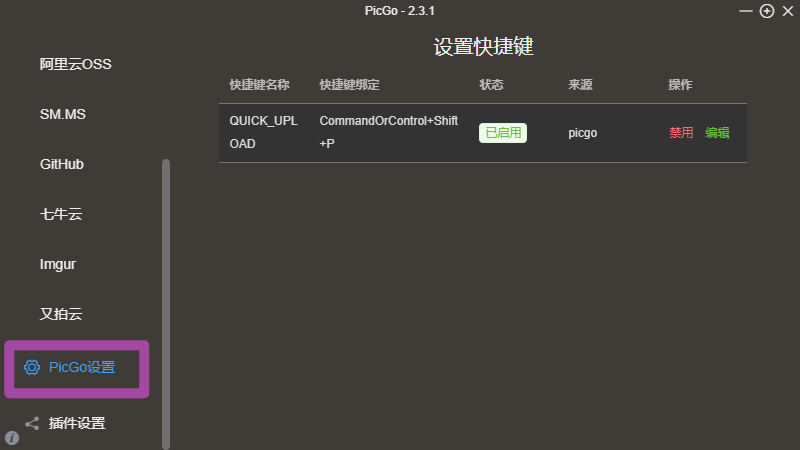 PicGo - 2.3.1
阿里云OSS
SM.MS
GitHub
七牛云
Imgur
又拍云
PicGo设置
插件设置
设置快捷键
快捷键名称 快捷键绑定 状态 来源 操作
QUICK_UPL CommandOrControl+Shift 已启用 picgo 禁用 编辑
OAD +P